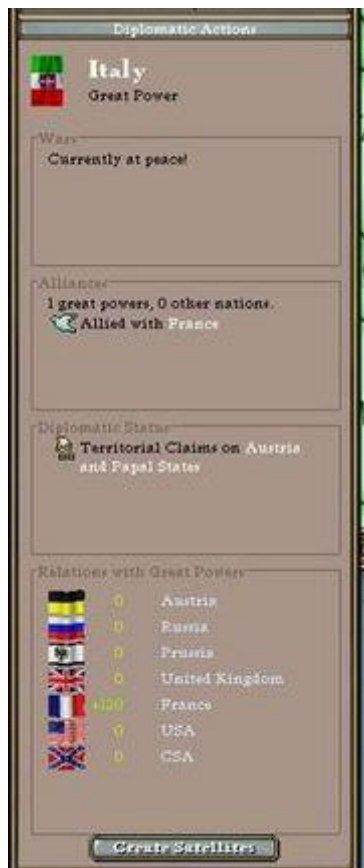 Diplomatic Actions
Italy
Great Power
Wars
Currently at peace!
Alliances
1 great powers, 0 other nations.
Allied with France
Diplomatic Status
Territorial Claims on Austria
and Papal States
Relations with Great Powers
0 Austria
0 Russia
0 Prussia
0 United Kingdom
+120 France
0 USA
0 CSA
Create Satellites